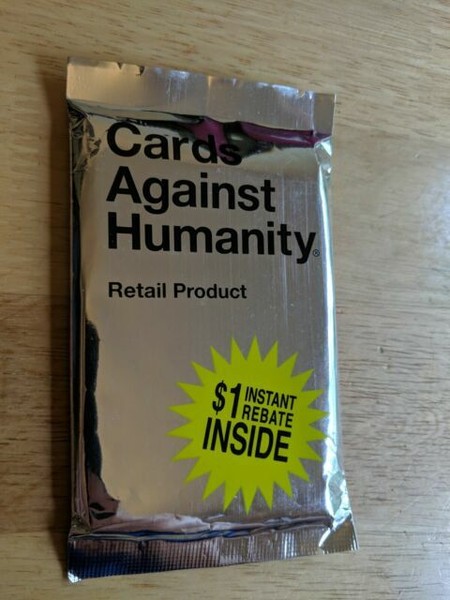 Cards
Against
Humanity®
Retail Product
$1 INSTANT
REBATE
INSIDE